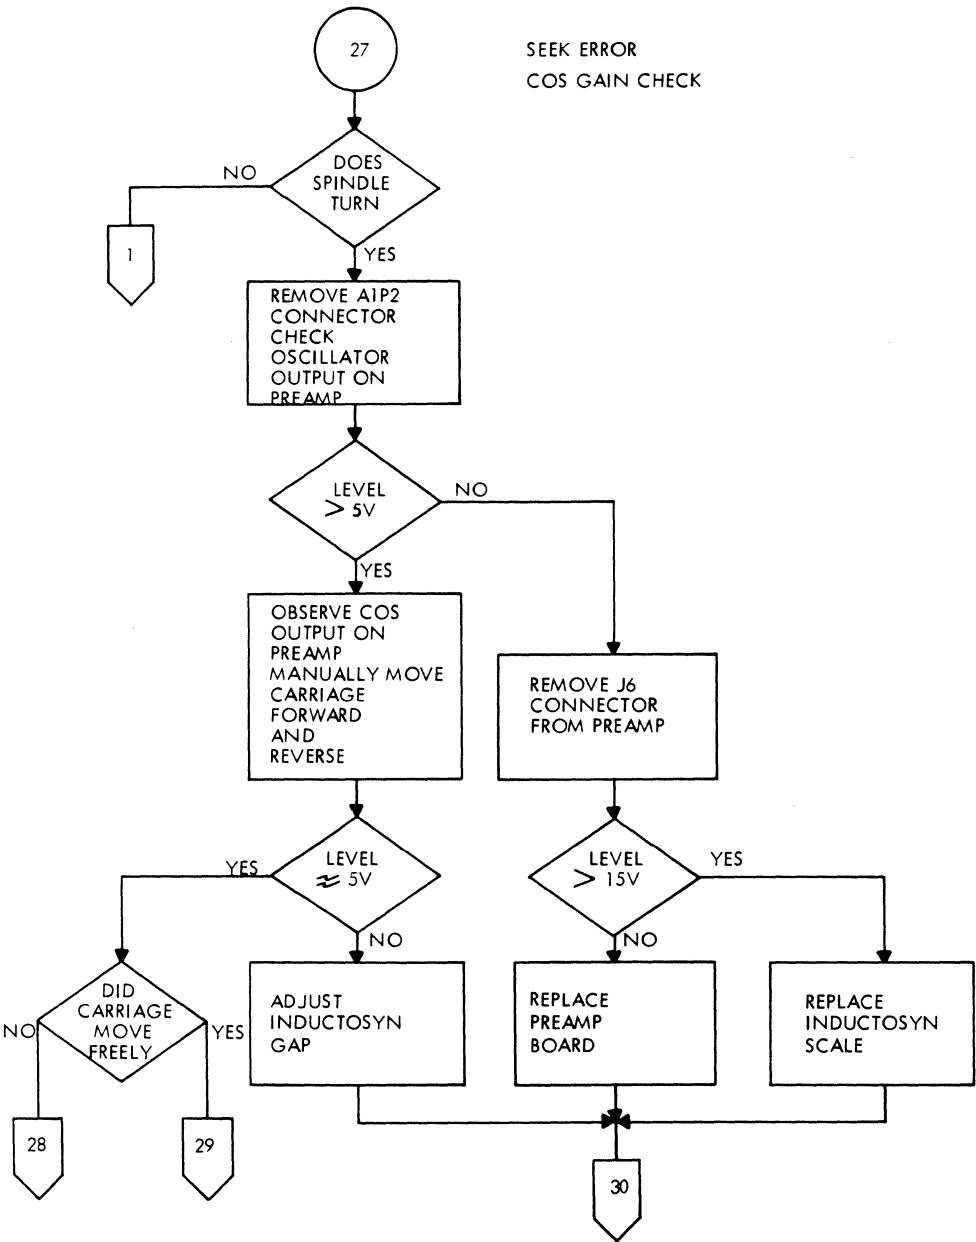 27
SEEK ERROR
COS GAIN CHECK
DOES
SPINDLE
TURN
NO
1
YES
REMOVE A1P2
CONNECTOR
CHECK
OSCILLATOR
OUTPUT ON
PREAMP
LEVEL
> 5V
NO
YES
OBSERVE COS
OUTPUT ON
PREAMP
MANUALLY MOVE
CARRIAGE
FORWARD
AND
REVERSE
REMOVE J6
CONNECTOR
FROM PREAMP
LEVEL
≈ 5V
YES
NO
LEVEL
> 15V
YES
NO
DID
CARRIAGE
MOVE
FREELY
NO
YES
ADJUST
INDUCTOSYN
GAP
REPLACE
PREAMP
BOARD
REPLACE
INDUCTOSYN
SCALE
28
29
30